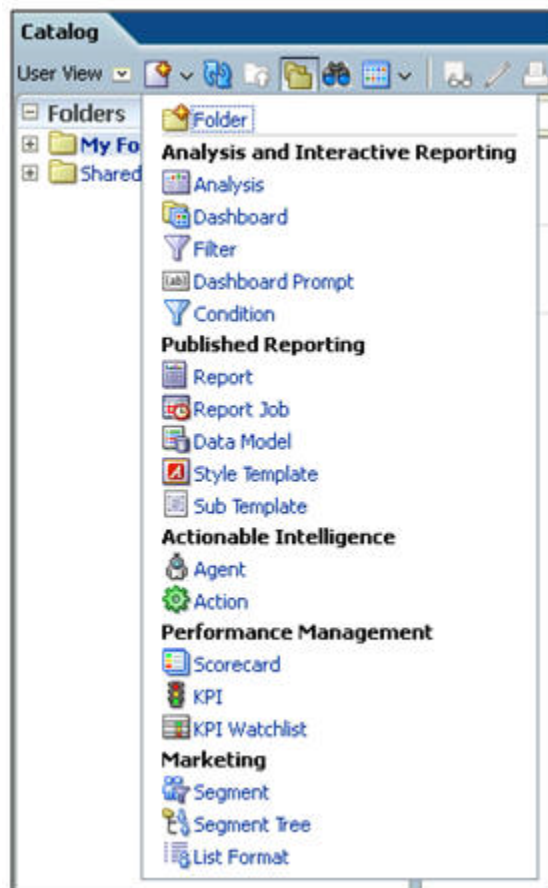 Catalog
User View
Folders
My Fo
Shared
Folder
Analysis and Interactive Reporting
Analysis
Dashboard
Filter
Dashboard Prompt
Condition
Published Reporting
Report
Report Job
Data Model
Style Template
Sub Template
Actionable Intelligence
Agent
Action
Performance Management
Scorecard
KPI
KPI Watchlist
Marketing
Segment
Segment Tree
List Format